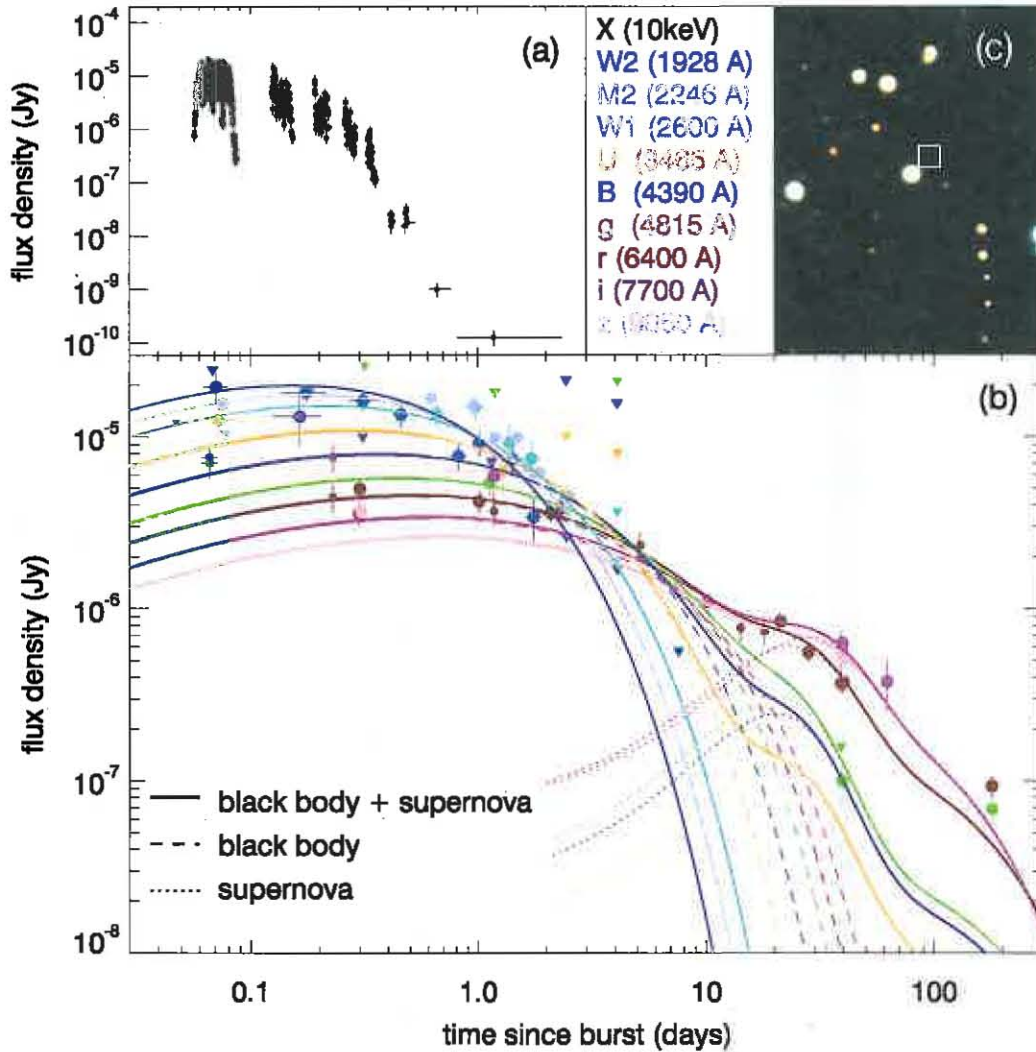 10⁻⁴
10⁻⁵
10⁻⁶
10⁻⁷
10⁻⁸
10⁻⁹
10⁻¹⁰
flux density (Jy)
(a)
X (10keV)
W2 (1928 A)
M2 (2246 A)
W1 (2600 A)
U (3465 A)
B (4390 A)
g (4815 A)
r (6400 A)
i (7700 A)
z (9060 A)
(c)
(b)
10⁻⁵
10⁻⁶
10⁻⁷
10⁻⁸
flux density (Jy)
black body + supernova
black body
supernova
0.1
1.0
10
100
time since burst (days)